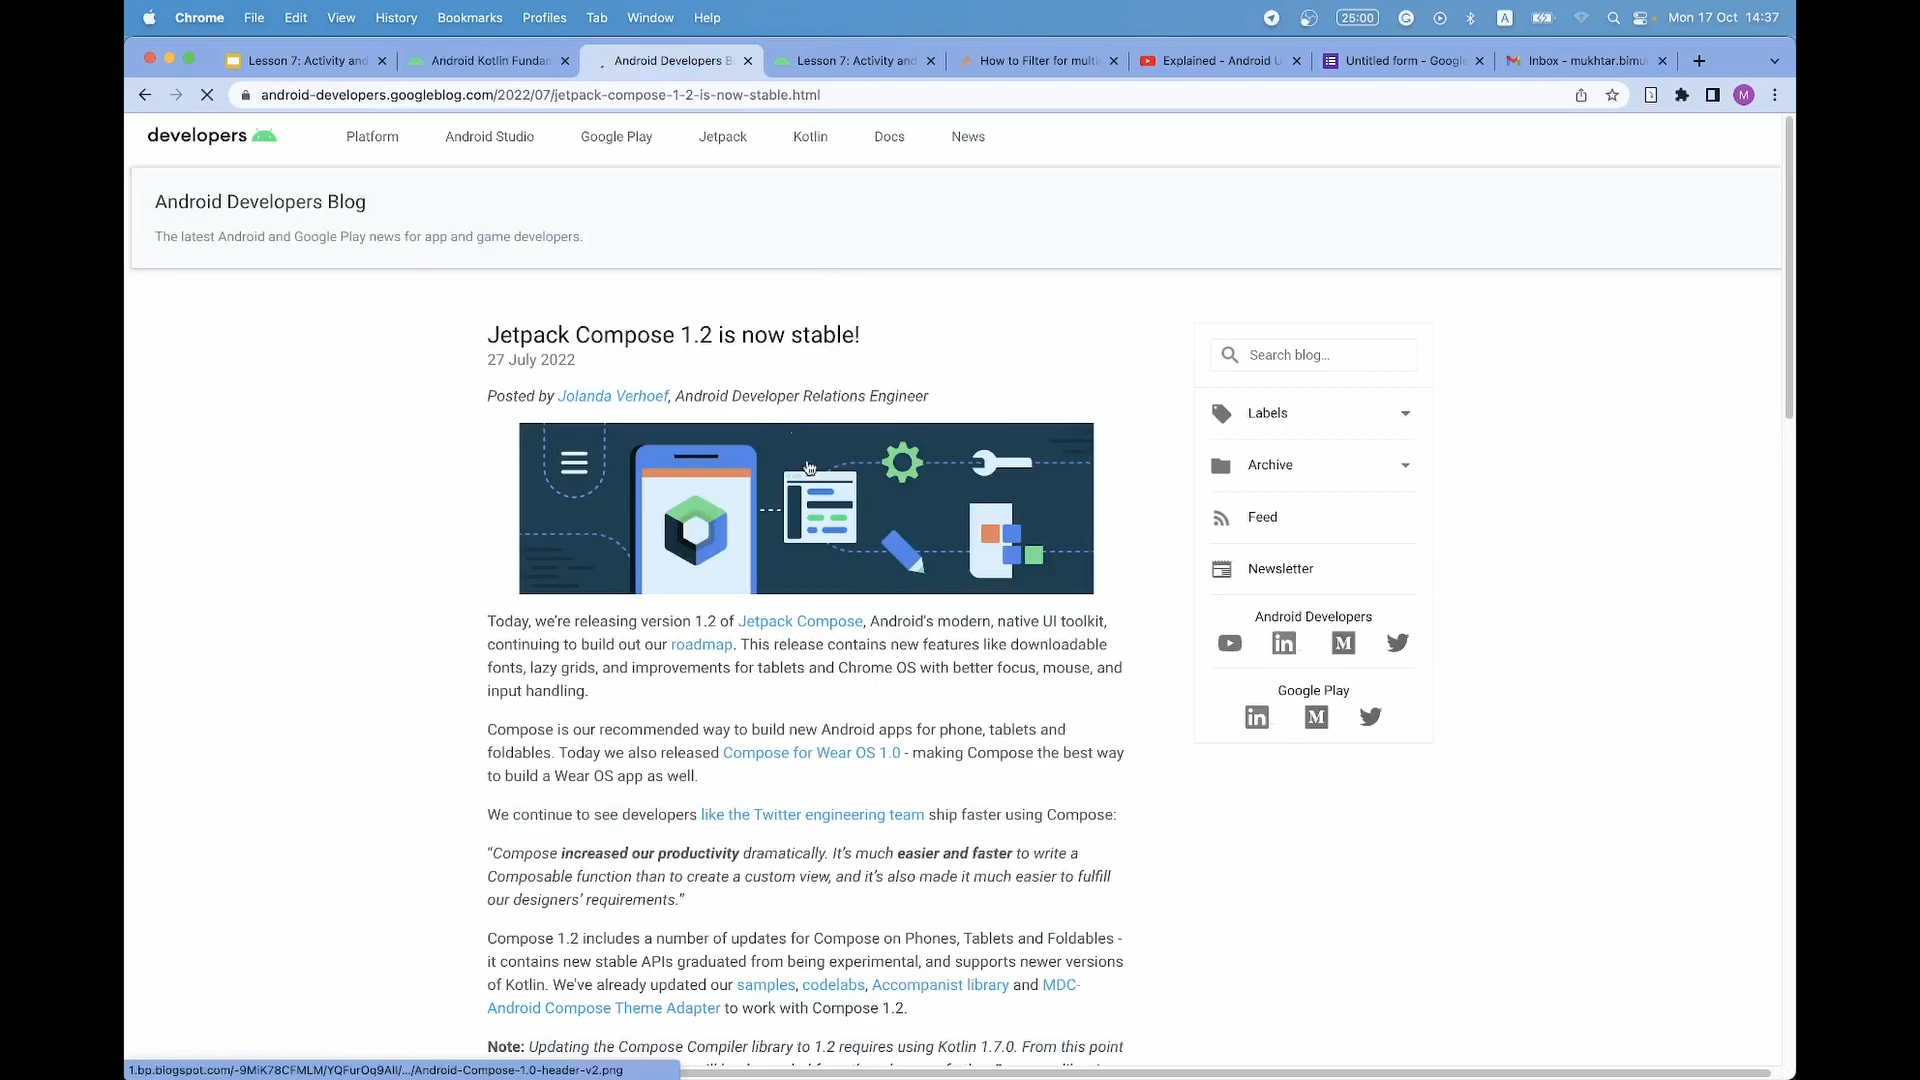 Chrome File Edit View History Bookmarks Profiles Tab Window Help 25:00 A Mon 17 Oct 14:37
Lesson 7: Activity and Android Kotlin Fundar Android Developers B Lesson 7: Activity and How to Filter for multi Explained - Android U Untitled form - Google Inbox - mukhtar.bimu
android-developers.googleblog.com/2022/07/jetpack-compose-1-2-is-now-stable.html M
developers Platform Android Studio Google Play Jetpack Kotlin Docs News
Android Developers Blog
The latest Android and Google Play news for app and game developers.
Jetpack Compose 1.2 is now stable!
27 July 2022
Posted by Jolanda Verhoef, Android Developer Relations Engineer
Today, we’re releasing version 1.2 of Jetpack Compose, Android's modern, native UI toolkit,
continuing to build out our roadmap. This release contains new features like downloadable
fonts, lazy grids, and improvements for tablets and Chrome OS with better focus, mouse, and
input handling.
Compose is our recommended way to build new Android apps for phone, tablets and
foldables. Today we also released Compose for Wear OS 1.0 - making Compose the best way
to build a Wear OS app as well.
We continue to see developers like the Twitter engineering team ship faster using Compose:
“Compose increased our productivity dramatically. It’s much easier and faster to write a
Composable function than to create a custom view, and it’s also made it much easier to fulfill
our designers’ requirements.”
Compose 1.2 includes a number of updates for Compose on Phones, Tablets and Foldables -
it contains new stable APIs graduated from being experimental, and supports newer versions
of Kotlin. We've already updated our samples, codelabs, Accompanist library and MDC-
Android Compose Theme Adapter to work with Compose 1.2.
Note: Updating the Compose Compiler library to 1.2 requires using Kotlin 1.7.0. From this point
Search blog...
Labels
Archive
Feed
Newsletter
Android Developers
in M
Google Play
in M
1.bp.blogspot.com/-9MiK78CFMLM/YQFurOq9AII/.../Android-Compose-1.0-header-v2.png